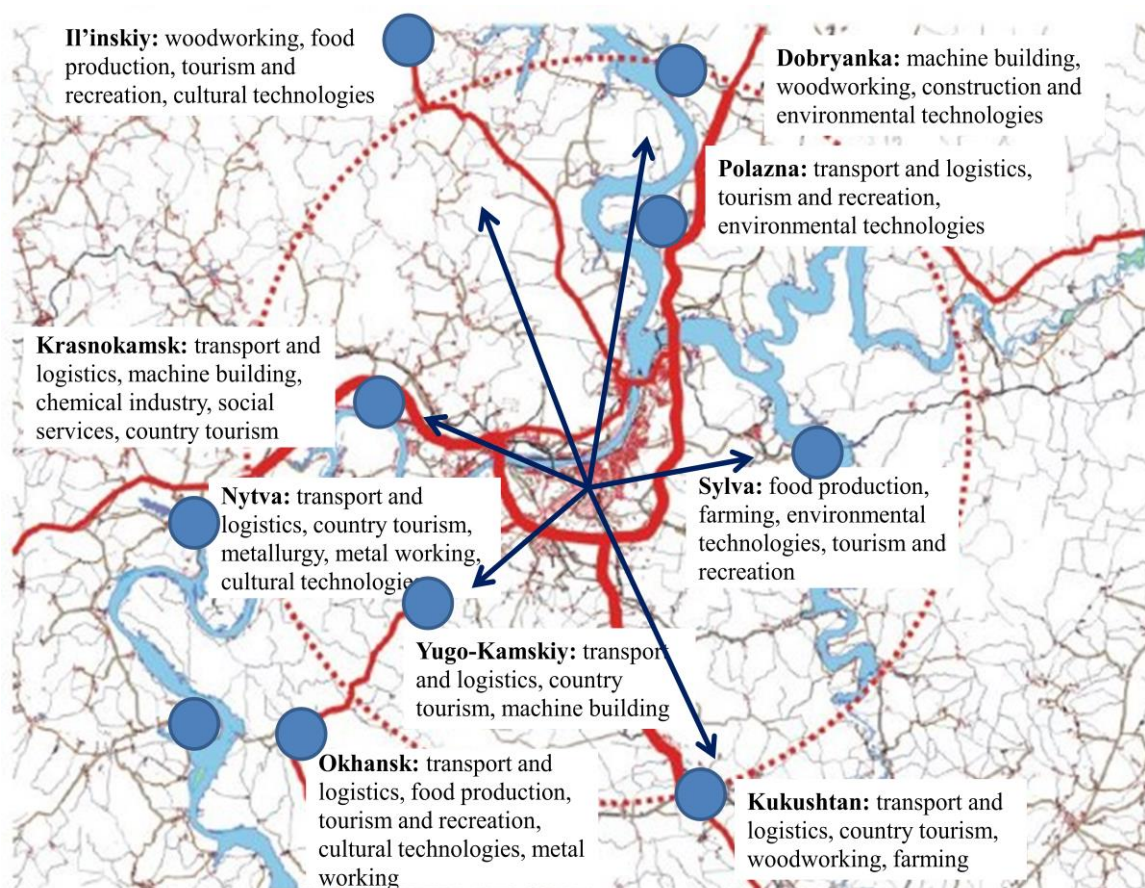 Il’inskiy: woodworking, food
production, tourism and
recreation, cultural technologies
Dobryanka: machine building,
woodworking, construction and
environmental technologies
Polazna: transport and logistics,
tourism and recreation,
environmental technologies
Krasnokamsk: transport and
logistics, machine building,
chemical industry, social
services, country tourism
Nytva: transport and
logistics, country tourism,
metallurgy, metal working,
cultural technologies
Sylva: food production,
farming, environmental
technologies, tourism and
recreation
Yugo-Kamskiy: transport
and logistics, country
tourism, machine building
Okhansk: transport and
logistics, food production,
tourism and recreation,
cultural technologies, metal
working
Kukushtan: transport and
logistics, country tourism,
woodworking, farming